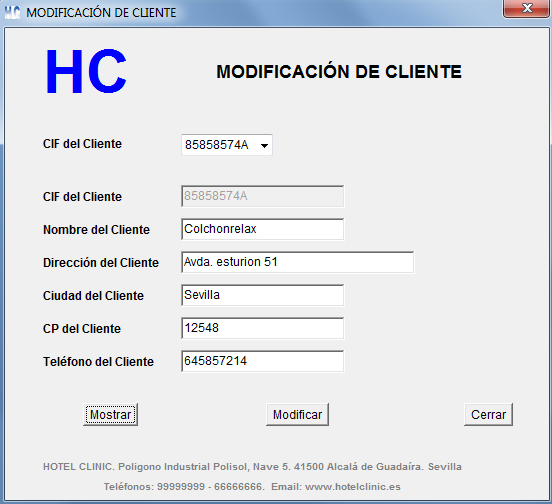 HC MODIFICACIÓN DE CLIENTE
HC MODIFICACIÓN DE CLIENTE
CIF del Cliente 85858574A
CIF del Cliente 85858574A
Nombre del Cliente Colchonrelax
Dirección del Cliente Avda. esturion 51
Ciudad del Cliente Sevilla
CP del Cliente 12548
Teléfono del Cliente 645857214
Mostrar Modificar Cerrar
HOTEL CLINIC. Poligono Industrial Polisol, Nave 5. 41500 Alcalá de Guadaíra. Sevilla
Teléfonos: 99999999 - 66666666. Email: www.hotelclinic.es